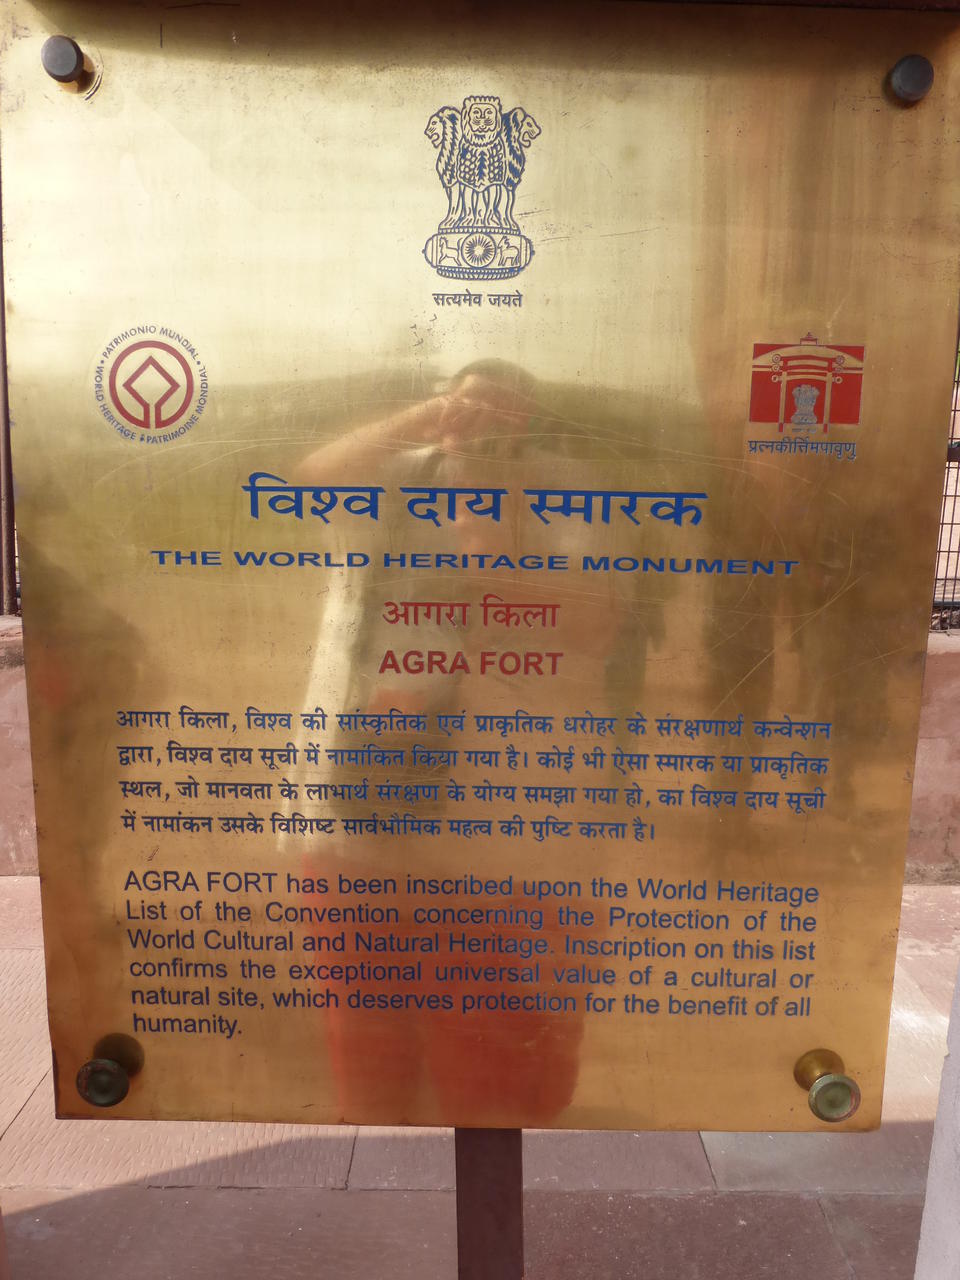 सत्यमेव जयते
• PATRIMONIO MUNDIAL • WORLD HERITAGE • PATRIMOINE MONDIAL
प्रत्नकीर्त्तिमपावृणु
विश्व दाय स्मारक
THE WORLD HERITAGE MONUMENT
आगरा किला
AGRA FORT
आगरा किला, विश्व की सांस्कृतिक एवं प्राकृतिक धरोहर के संरक्षणार्थ कन्वेन्शन
द्वारा, विश्व दाय सूची में नामांकित किया गया है। कोई भी ऐसा स्मारक या प्राकृतिक
स्थल, जो मानवता के लाभार्थ संरक्षण के योग्य समझा गया हो, का विश्व दाय सूची
में नामांकन उसके विशिष्ट सार्वभौमिक महत्व की पुष्टि करता है।
AGRA FORT has been inscribed upon the World Heritage
List of the Convention concerning the Protection of the
World Cultural and Natural Heritage. Inscription on this list
confirms the exceptional universal value of a cultural or
natural site, which deserves protection for the benefit of all
humanity.